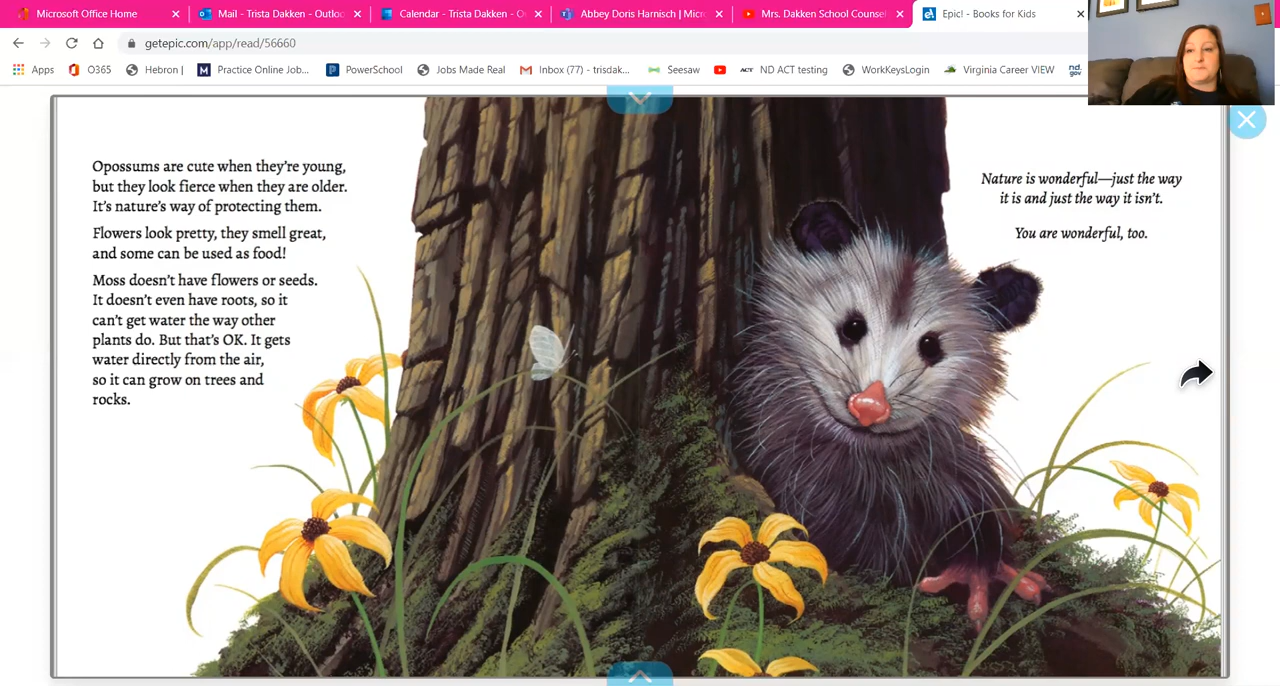 Microsoft Office Home
Mail - Trista Dakken - Outlo
Calendar - Trista Dakken - O
Abbey Doris Harnisch | Micr
Mrs. Dakken School Counsel
Epic! - Books for Kids
getepic.com/app/read/56660
Apps
O365
Hebron |
Practice Online Job...
PowerSchool
Jobs Made Real
Inbox (77) - trisdak...
Seesaw
ACT
ND ACT testing
WorkKeysLogin
Virginia Career VIEW
nd.gov
Opossums are cute when they're young,
but they look fierce when they are older.
It's nature's way of protecting them.
Flowers look pretty, they smell great,
and some can be used as food!
Moss doesn't have flowers or seeds.
It doesn't even have roots, so it
can't get water the way other
plants do. But that's OK. It gets
water directly from the air,
so it can grow on trees and
rocks.
Nature is wonderful—just the way
it is and just the way it isn't.
You are wonderful, too.